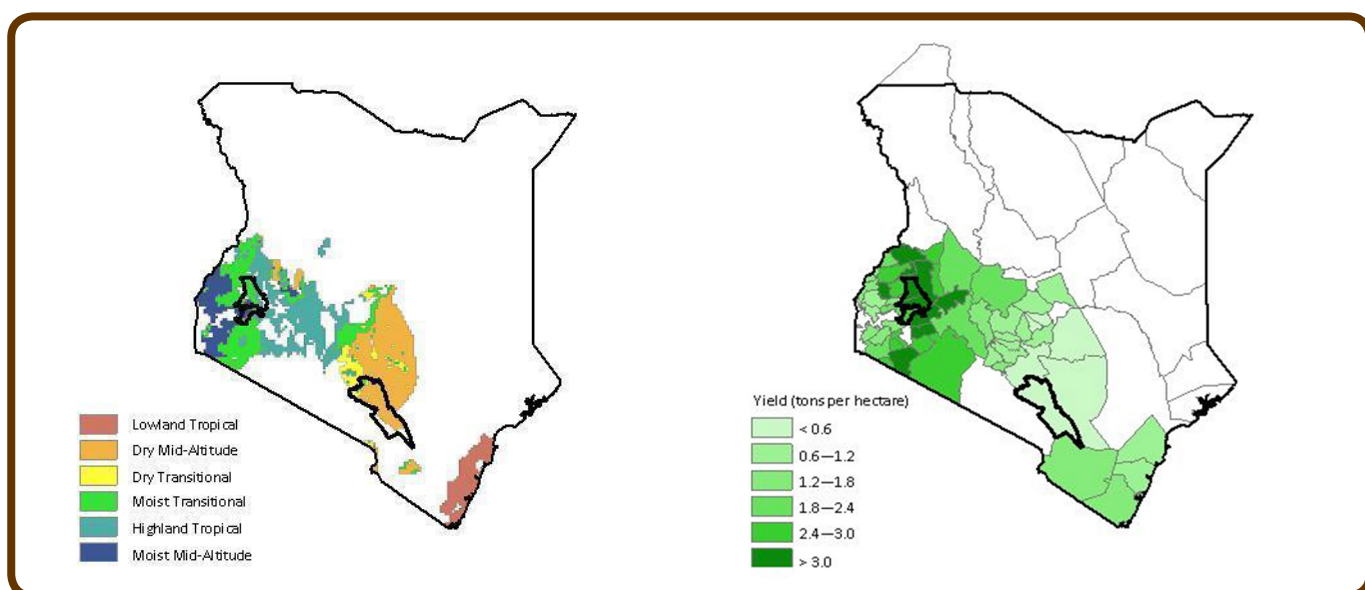 Lowland Tropical
Dry Mid-Altitude
Dry Transitional
Moist Transitional
Highland Tropical
Moist Mid-Altitude
Yield (tons per hectare)
< 0.6
0.6—1.2
1.2—1.8
1.8—2.4
2.4—3.0
> 3.0